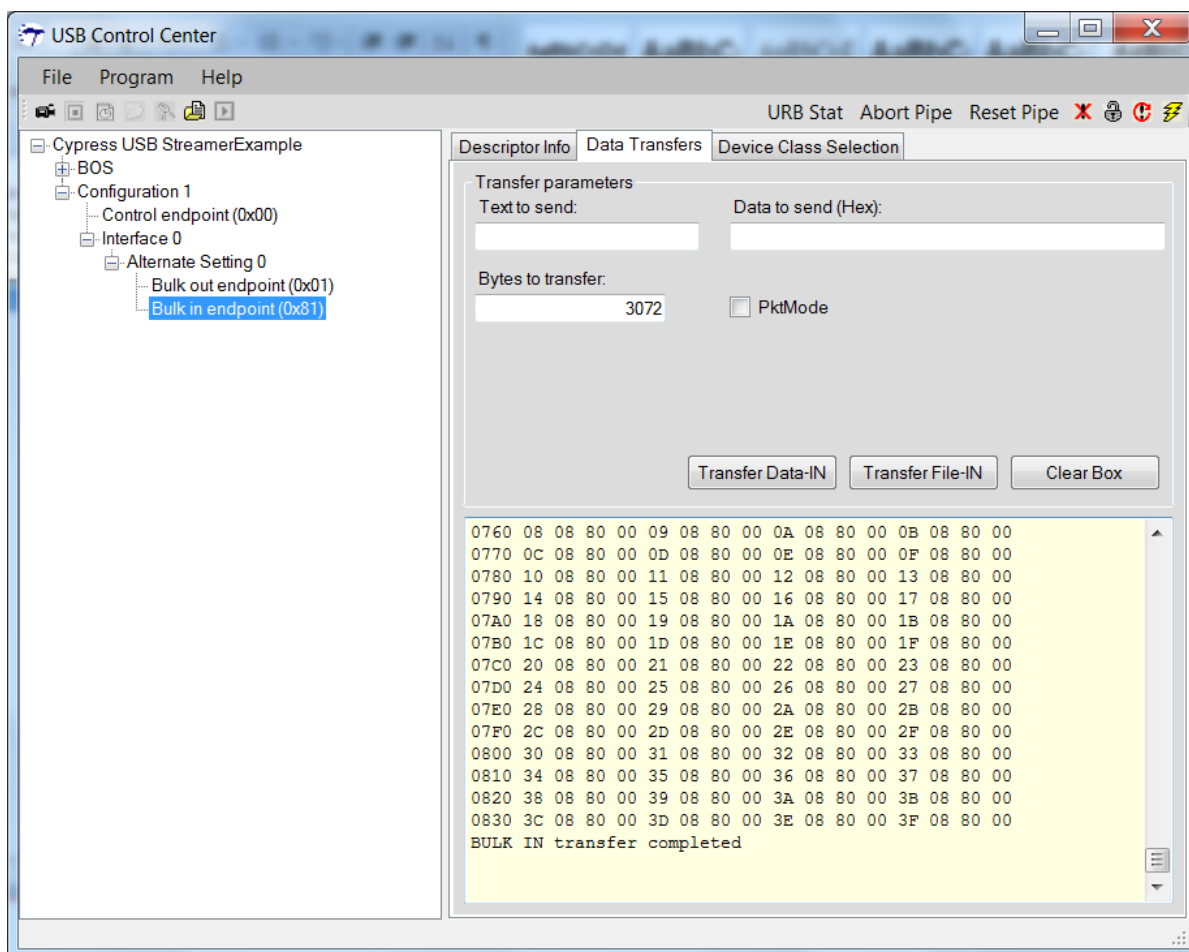 USB Control Center
File Program Help
URB Stat Abort Pipe Reset Pipe
Cypress USB StreamerExample
BOS
Configuration 1
Control endpoint (0x00)
Interface 0
Alternate Setting 0
Bulk out endpoint (0x01)
Bulk in endpoint (0x81)
Descriptor Info Data Transfers Device Class Selection
Transfer parameters
Text to send: Data to send (Hex):
Bytes to transfer:
3072 PktMode
Transfer Data-IN Transfer File-IN Clear Box
0760 08 08 80 00 09 08 80 00 0A 08 80 00 0B 08 80 00
0770 0C 08 80 00 0D 08 80 00 0E 08 80 00 0F 08 80 00
0780 10 08 80 00 11 08 80 00 12 08 80 00 13 08 80 00
0790 14 08 80 00 15 08 80 00 16 08 80 00 17 08 80 00
07A0 18 08 80 00 19 08 80 00 1A 08 80 00 1B 08 80 00
07B0 1C 08 80 00 1D 08 80 00 1E 08 80 00 1F 08 80 00
07C0 20 08 80 00 21 08 80 00 22 08 80 00 23 08 80 00
07D0 24 08 80 00 25 08 80 00 26 08 80 00 27 08 80 00
07E0 28 08 80 00 29 08 80 00 2A 08 80 00 2B 08 80 00
07F0 2C 08 80 00 2D 08 80 00 2E 08 80 00 2F 08 80 00
0800 30 08 80 00 31 08 80 00 32 08 80 00 33 08 80 00
0810 34 08 80 00 35 08 80 00 36 08 80 00 37 08 80 00
0820 38 08 80 00 39 08 80 00 3A 08 80 00 3B 08 80 00
0830 3C 08 80 00 3D 08 80 00 3E 08 80 00 3F 08 80 00
BULK IN transfer completed